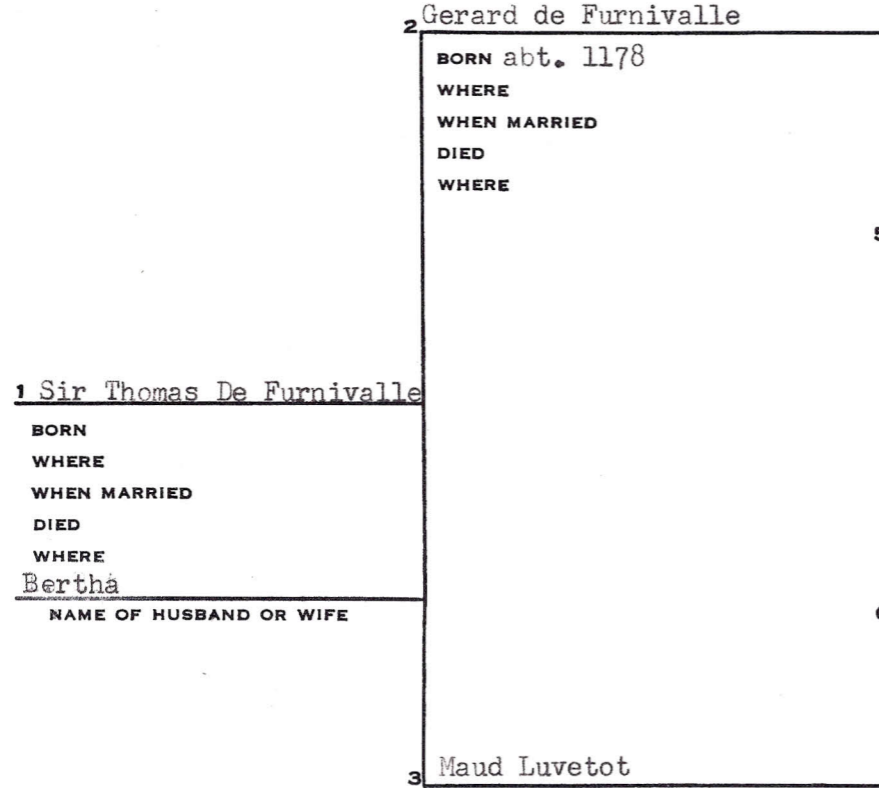 2 Gerard de Furnivalle
BORN abt. 1178
WHERE
WHEN MARRIED
DIED
WHERE
1 Sir Thomas De Furnivalle
BORN
WHERE
WHEN MARRIED
DIED
WHERE
Bertha
NAME OF HUSBAND OR WIFE
3 Maud Luvetot